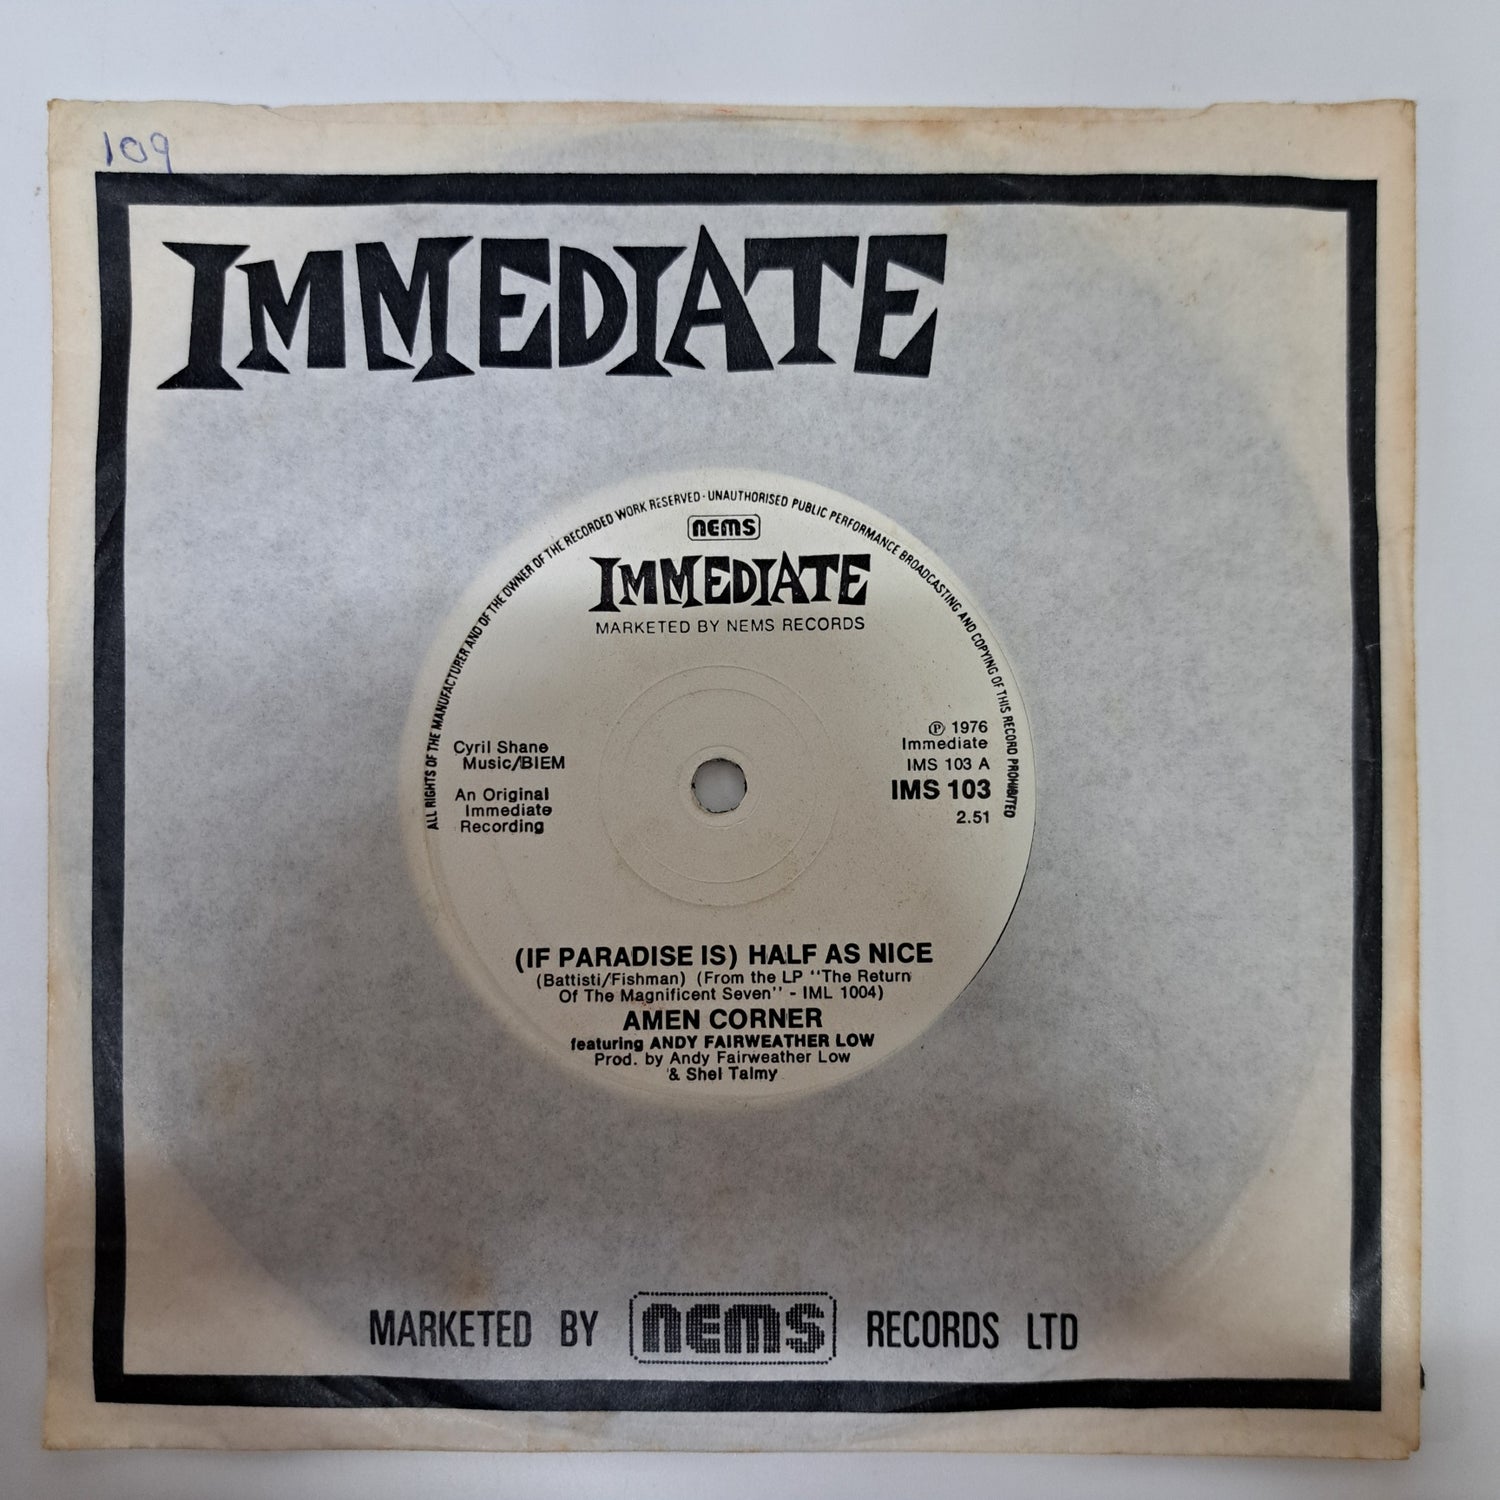 109
IMMEDIATE
ALL RIGHTS OF THE MANUFACTURER AND OF THE OWNER OF THE RECORDED WORK RESERVED · UNAUTHORISED PUBLIC PERFORMANCE BROADCASTING AND COPYING OF THIS RECORD PROHIBITED
nems
IMMEDIATE
MARKETED BY NEMS RECORDS
Cyril Shane
Music/BIEM
An Original
Immediate
Recording
℗ 1976
Immediate
IMS 103 A
IMS 103
2.51
(IF PARADISE IS) HALF AS NICE
(Battisti/Fishman) (From the LP "The Return
Of The Magnificent Seven" - IML 1004)
AMEN CORNER
featuring ANDY FAIRWEATHER LOW
Prod. by Andy Fairweather Low
& Shel Talmy
MARKETED BY nems RECORDS LTD